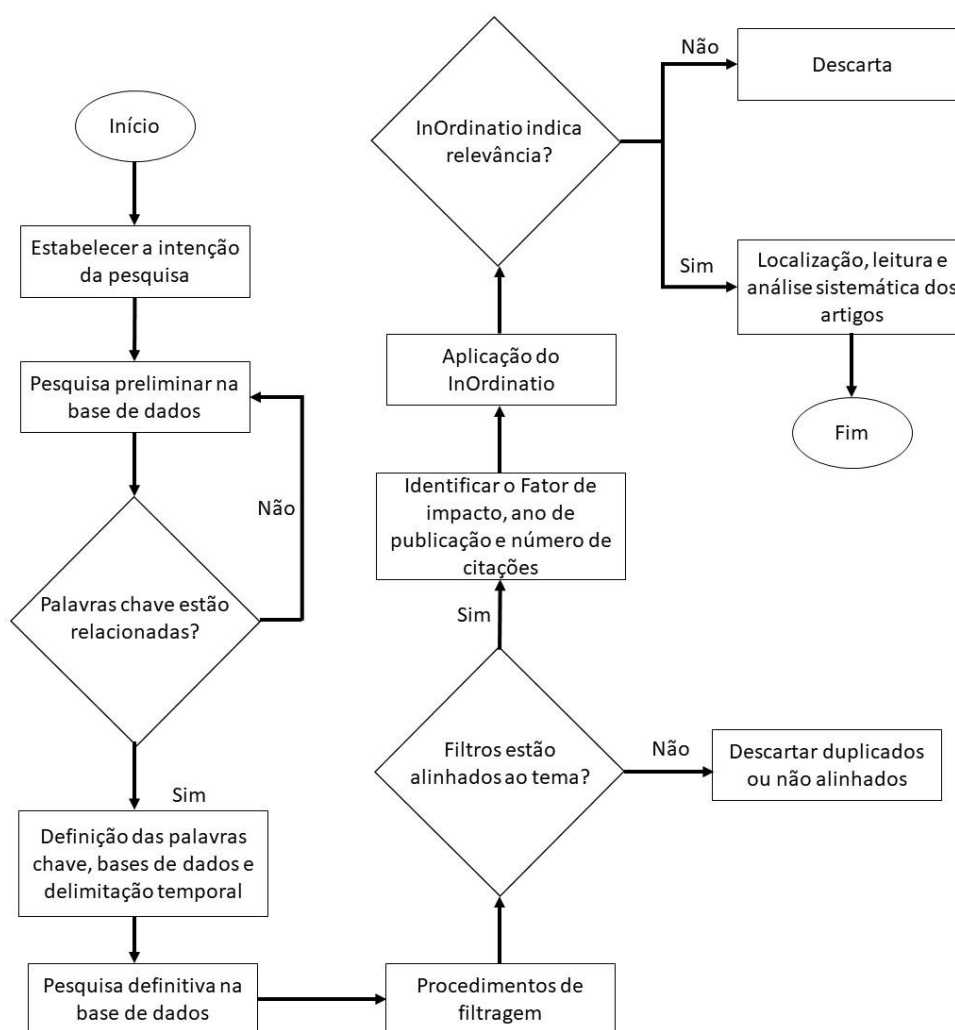 Início
Estabelecer a intenção
da pesquisa
Pesquisa preliminar na
base de dados
Não
Palavras chave estão
relacionadas?
Sim
Definição das palavras
chave, bases de dados e
delimitação temporal
Pesquisa definitiva na
base de dados
Procedimentos de
filtragem
Filtros estão
alinhados ao tema?
Não
Descartar duplicados
ou não alinhados
Sim
Identificar o Fator de
impacto, ano de
publicação e número de
citações
Aplicação do
InOrdinatio
InOrdinatio indica
relevância?
Não
Descarta
Sim
Localização, leitura e
análise sistemática dos
artigos
Fim